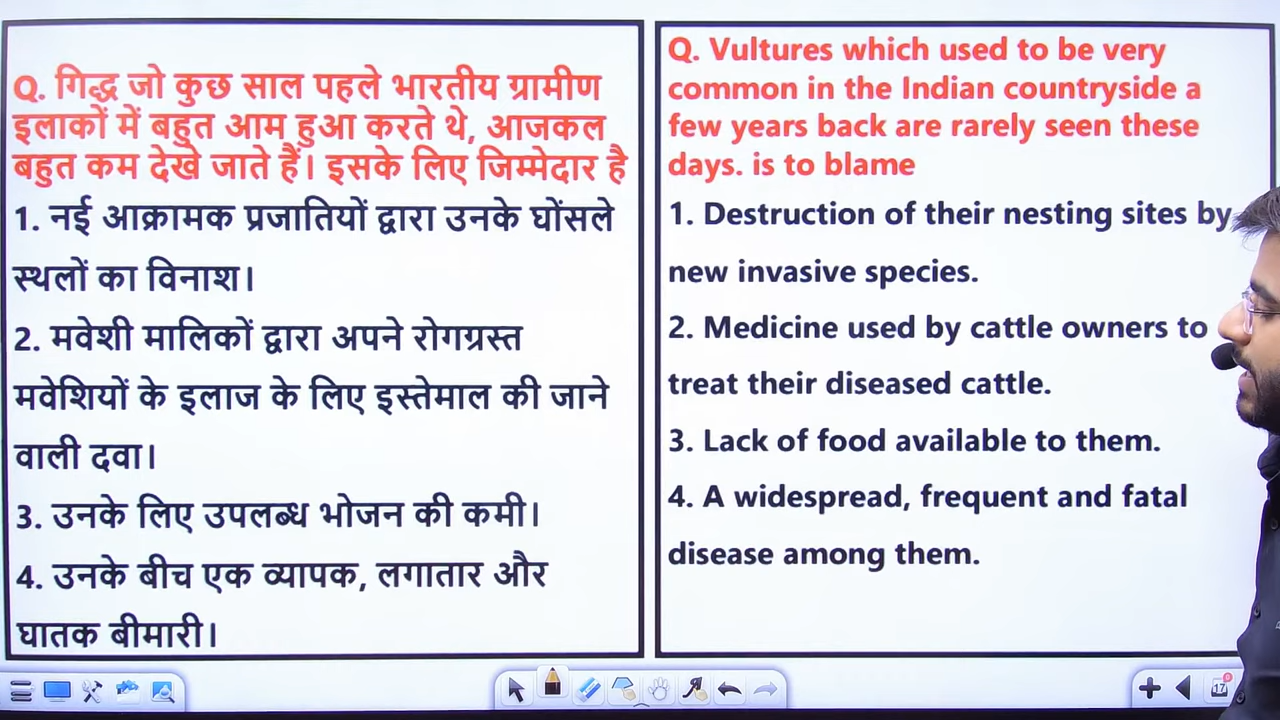 Q. गिद्ध जो कुछ साल पहले भारतीय ग्रामीण
इलाकों में बहुत आम हुआ करते थे, आजकल
बहुत कम देखे जाते हैं। इसके लिए जिम्मेदार है
1. नई आक्रामक प्रजातियों द्वारा उनके घोंसले
स्थलों का विनाश।
2. मवेशी मालिकों द्वारा अपने रोगग्रस्त
मवेशियों के इलाज के लिए इस्तेमाल की जाने
वाली दवा।
3. उनके लिए उपलब्ध भोजन की कमी।
4. उनके बीच एक व्यापक, लगातार और
घातक बीमारी।
Q. Vultures which used to be very
common in the Indian countryside a
few years back are rarely seen these
days. is to blame
1. Destruction of their nesting sites by
new invasive species.
2. Medicine used by cattle owners to
treat their diseased cattle.
3. Lack of food available to them.
4. A widespread, frequent and fatal
disease among them.
17